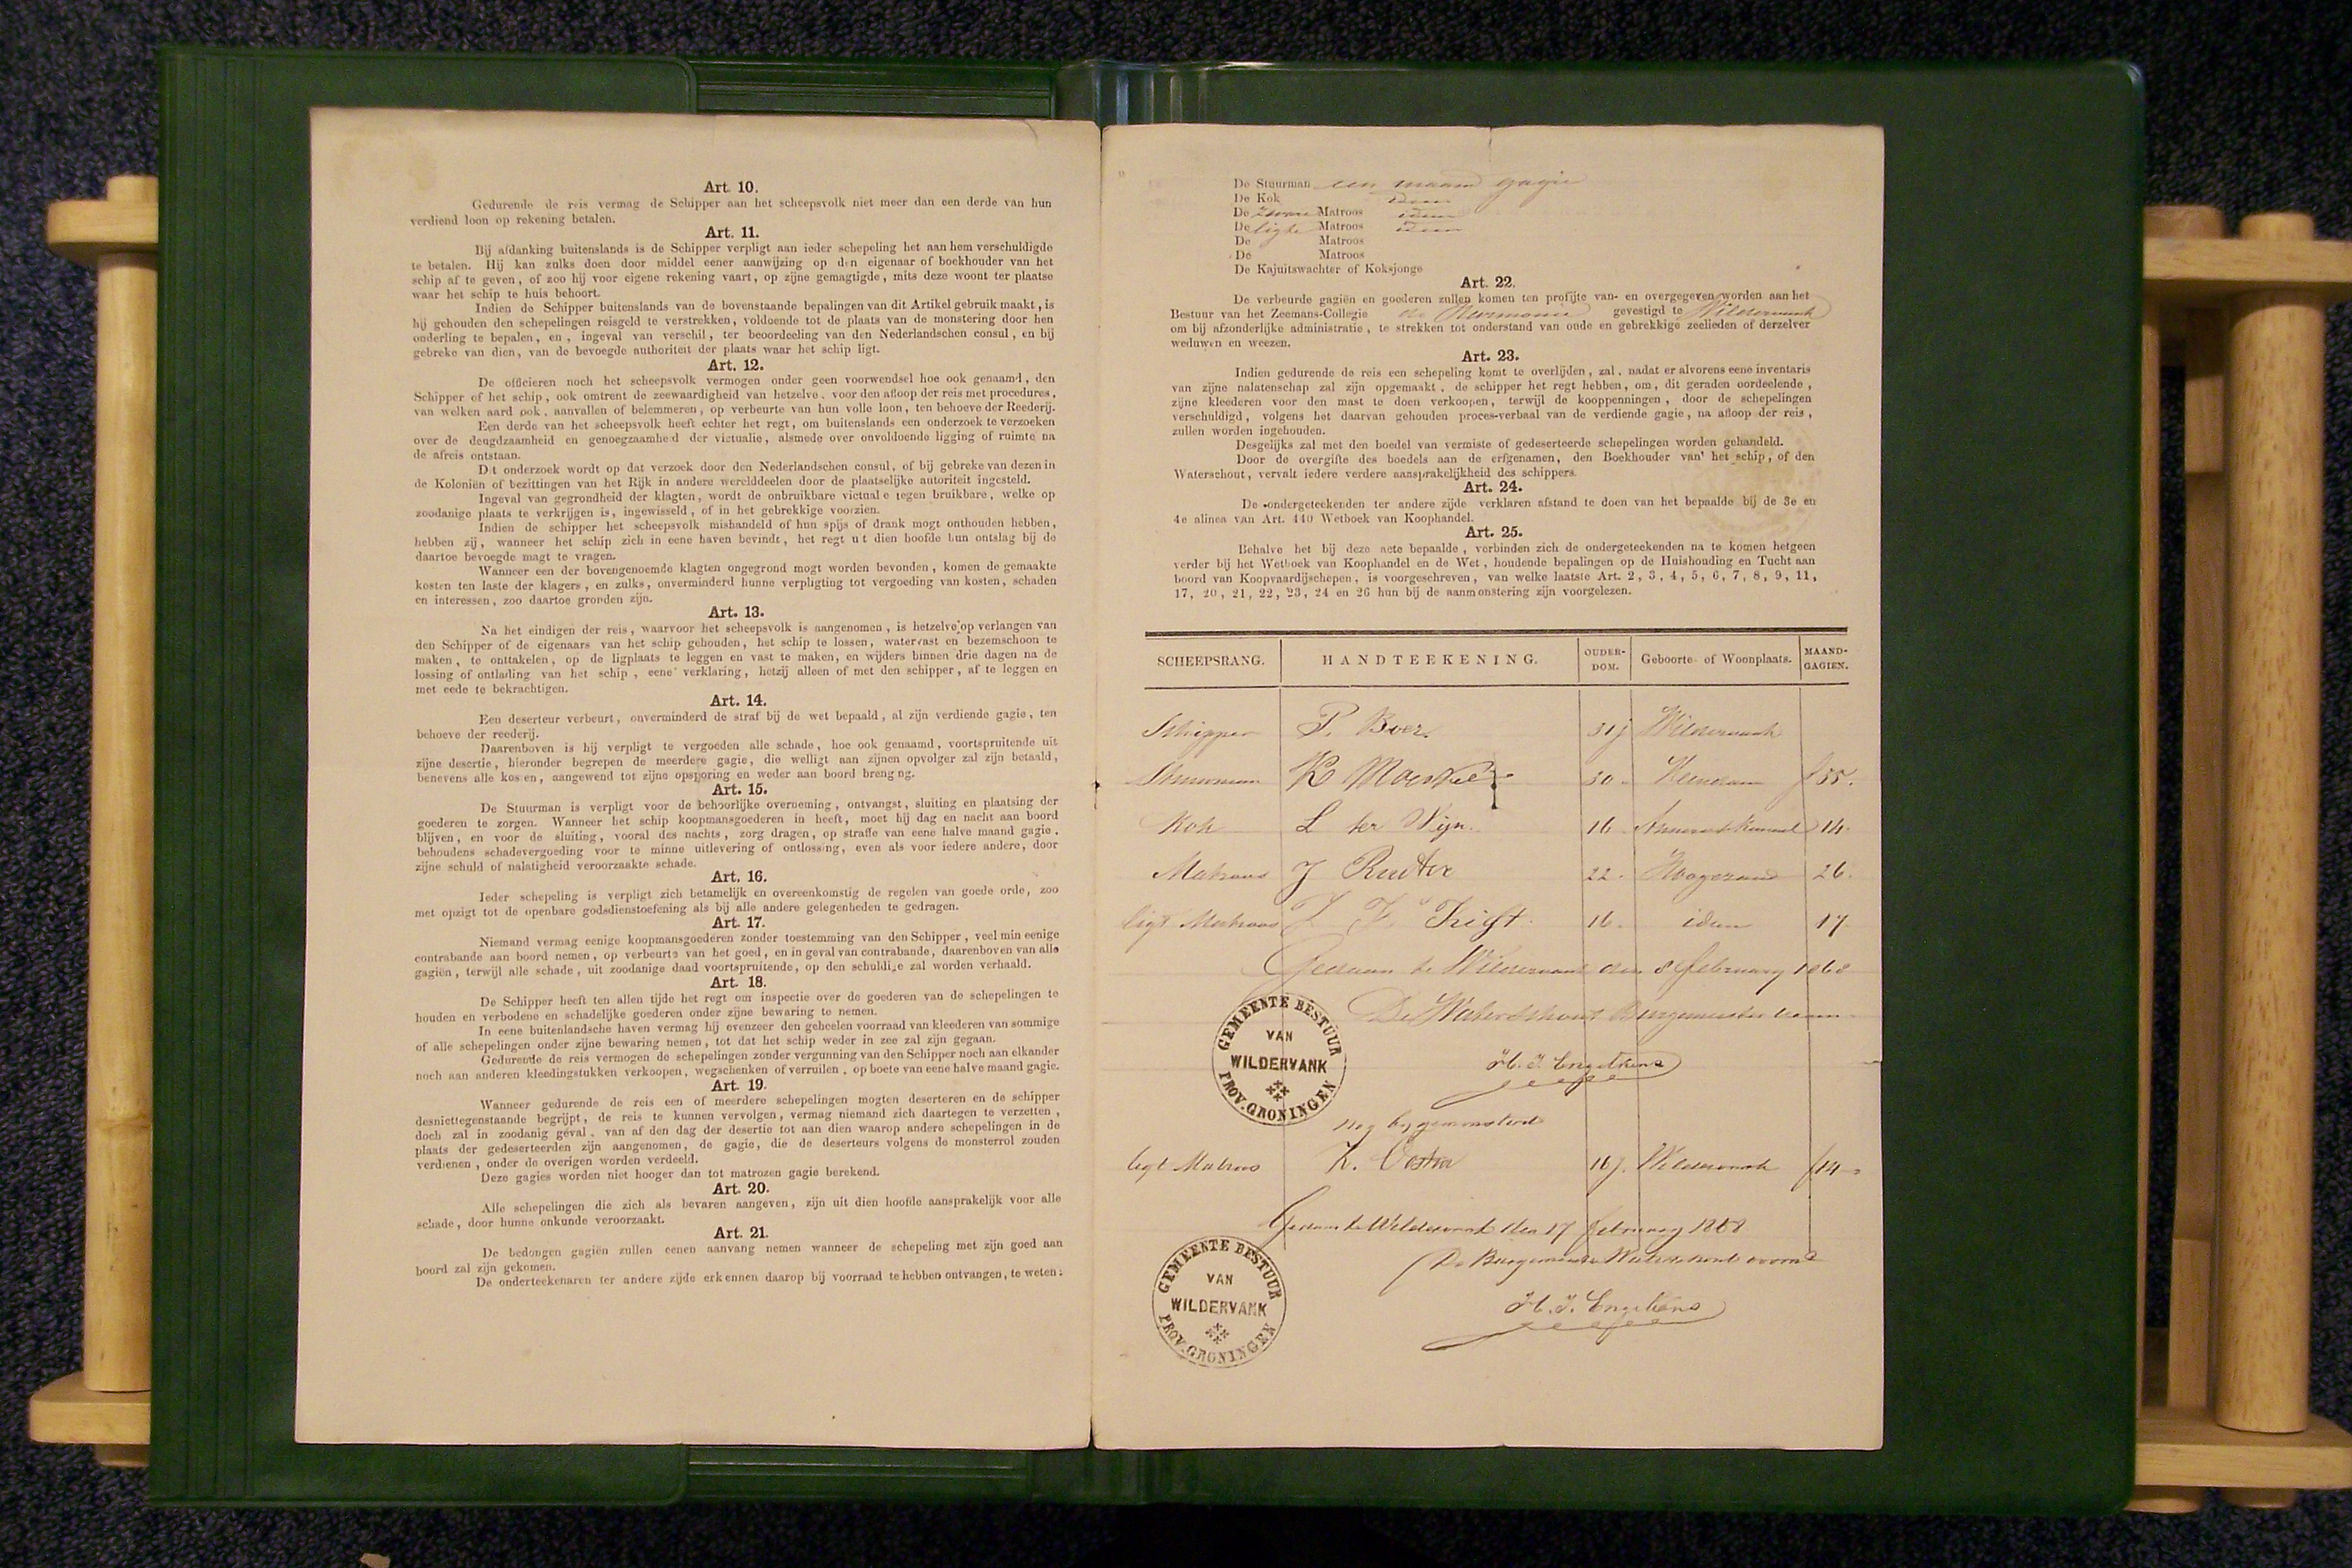 Art. 10.
Gedurende de reis vermag de Schipper aan het scheepsvolk niet meer dan een derde van hun
verdiend loon op rekening betalen.
Art. 11.
Bij afdanking buitenslands is de Schipper verpligt aan ieder schepeling het aan hem verschuldigde
te betalen. Hij kan zulks doen door middel eener aanwijzing op den eigenaar of boekhouder van het
schip af te geven, of zoo hij voor eigene rekening vaart, op zijne gemagtigde, mits deze woont ter plaatse
waar het schip te huis behoort.
Indien de Schipper buitenslands van de bovenstaande bepalingen van dit Artikel gebruik maakt, is
hij gehouden den schepelingen reisgeld te verstrekken, voldoende tot de plaats van de monstering door hen
onderling te bepalen, en, ingeval van verschil, ter beoordeeling van den Nederlandschen consul, en bij
gebreke van dien, van de bevoegde authoriteit der plaats waar het schip ligt.
Art. 12.
De officieren noch het scheepsvolk vermogen onder geen voorwendsel hoe ook genaamd, den
Schipper of het schip, ook omtrent de zeewaardigheid van hetzelve, voor den afloop der reis met procedures,
van welken aard ook, aanvallen of belemmeren, op verbeurte van hun volle loon, ten behoeve der Reederij.
Een derde van het scheepsvolk heeft echter het regt, om buitenslands een onderzoek te verzoeken
over de deugdzaamheid en genoegzaamheid der victualie, alsmede over onvoldoende ligging of ruimte na
de afreis ontstaan.
Dit onderzoek wordt op dat verzoek door den Nederlandschen consul, of bij gebreke van dezen in
de Koloniën of bezittingen van het Rijk in andere werelddeelen door de plaatselijke autoriteit ingesteld.
Ingeval van gegrondheid der klagten, wordt de onbruikbare victualie tegen bruikbare, welke op
zoodanige plaats te verkrijgen is, ingewisseld, of in het gebrekkige voorzien.
Indien de schipper het scheepsvolk mishandeld of hun spijs of drank mogt onthouden hebben,
hebben zij, wanneer het schip zich in eene haven bevindt, het regt uit dien hoofde hun ontslag bij de
daartoe bevoegde magt te vragen.
Wanneer een der bovengenoemde klagten ongegrond mogt worden bevonden, komen de gemaakte
kosten ten laste der klagers, en zulks, onverminderd hunne verpligting tot vergoeding van kosten, schaden
en interessen, zoo daartoe gronden zijn.
Art. 13.
Na het eindigen der reis, waarvoor het scheepsvolk is aangenomen, is hetzelve op verlangen van
den Schipper of de eigenaars van het schip gehouden, het schip te lossen, watervast en bezemschoon te
maken, te onttakelen, op de ligplaats te leggen en vast te maken, en wijders binnen drie dagen na de
lossing of ontlading van het schip, eene verklaring, hetzij alleen of met den schipper, af te leggen en
met eede te bekrachtigen.
Art. 14.
Een deserteur verbeurt, onverminderd de straf bij de wet bepaald, al zijn verdiende gagie, ten
behoeve der reederij.
Daarenboven is hij verpligt te vergoeden alle schade, hoe ook genaamd, voortspruitende uit
zijne desertie, hieronder begrepen de meerdere gagie, die welligt aan zijnen opvolger zal zijn betaald,
benevens alle kosten, aangewend tot zijne opsporing en weder aan boord brenging.
Art. 15.
De Stuurman is verpligt voor de behoorlijke overneming, ontvangst, sluiting en plaatsing der
goederen te zorgen. Wanneer het schip koopmansgoederen in heeft, moet hij dag en nacht aan boord
blijven, en voor de sluiting, vooral des nachts, zorg dragen, op straffe van eene halve maand gagie,
behoudens schadevergoeding voor te minne uitlevering of ontlossing, even als voor iedere andere, door
zijne schuld of nalatigheid veroorzaakte schade.
Art. 16.
Ieder schepeling is verpligt zich betamelijk en overeenkomstig de regelen van goede orde, zoo
met opzigt tot de openbare godsdienstoefening als bij alle andere gelegenheden te gedragen.
Art. 17.
Niemand vermag eenige koopmansgoederen zonder toestemming van den Schipper, veel min eenige
contrabande aan boord nemen, op verbeurte van het goed, en in geval van contrabande, daarenboven van alle
gagiën, terwijl alle schade, uit zoodanige daad voortspruitende, op den schuldige zal worden verhaald.
Art. 18.
De Schipper heeft ten allen tijde het regt om inspectie over de goederen van de schepelingen te
houden en verbodene en schadelijke goederen onder zijne bewaring te nemen.
In eene buitenlandsche haven vermag hij evenzeer den geheelen voorraad van kleederen van sommige
of alle schepelingen onder zijne bewaring nemen, tot dat het schip weder in zee zal zijn gegaan.
Gedurende de reis vermogen de schepelingen zonder vergunning van den Schipper noch aan elkander
noch aan anderen kleedingstukken verkoopen, wegschenken of verruilen, op boete van eene halve maand gagie.
Art. 19.
Wanneer gedurende de reis een of meerdere schepelingen mogten deserteren en de schipper
desniettegenstaande begrijpt, de reis te kunnen vervolgen, vermag niemand zich daartegen te verzetten,
doch zal in zoodanig geval, van af den dag der desertie tot aan dien waarop andere schepelingen in de
plaats der gedeserteerden zijn aangenomen, de gagie, die de deserteurs volgens de monsterrol zouden
verdienen, onder de overigen worden verdeeld.
Deze gagies worden niet hooger dan tot matrozen gagie berekend.
Art. 20.
Alle schepelingen die zich als bevaren aangeven, zijn uit dien hoofde aansprakelijk voor alle
schade, door hunne onkunde veroorzaakt.
Art. 21.
De bedongen gagiën zullen eenen aanvang nemen wanneer de schepeling met zijn goed aan
boord zal zijn gekomen.
De onderteekenaren ter andere zijde erkennen daarop bij voorraad te hebben ontvangen, te weten:
De Stuurman een maand gagie
De Kok idem
De zware Matroos idem
De ligte Matroos idem
De Matroos
De Matroos
De Kajuitswachter of Koksjonge
Art. 22.
De verbeurde gagiën en goederen zullen komen ten profijte van- en overgegeven worden aan het
Bestuur van het Zeemans-Collegie de Harmonie gevestigd te Wildervank
om bij afzonderlijke administratie, te strekken tot onderstand van oude en gebrekkige zeelieden of derzelver
weduwen en weezen.
Art. 23.
Indien gedurende de reis een schepeling komt te overlijden, zal, nadat er alvorens eene inventaris
van zijne nalatenschap zal zijn opgemaakt, de schipper het regt hebben, om, dit geraden oordeelende,
zijne kleederen voor den mast te doen verkoopen, terwijl de kooppenningen, door de schepelingen
verschuldigd, volgens het daarvan gehouden proces-verbaal van de verdiende gagie, na afloop der reis,
zullen worden ingehouden.
Desgelijks zal met den boedel van vermiste of gedeserteerde schepelingen worden gehandeld.
Door de overgifte des boedels aan de erfgenamen, den Boekhouder van het schip, of den
Waterschout, vervalt iedere verdere aansprakelijkheid des schippers.
Art. 24.
De ondergeteekenden ter andere zijde verklaren afstand te doen van het bepaalde bij de 3e en
4e alinea van Art. 440 Wetboek van Koophandel.
Art. 25.
Behalve het bij deze acte bepaalde, verbinden zich de ondergeteekenden na te komen hetgeen
verder bij het Wetboek van Koophandel en de Wet, houdende bepalingen op de Huishouding en Tucht aan
boord van Koopvaardijschepen, is voorgeschreven, van welke laatste Art. 2, 3, 4, 5, 6, 7, 8, 9, 11,
17, 20, 21, 22, 23, 24 en 26 hun bij de aanmonstering zijn voorgelezen.
SCHEEPSRANG. HANDTEEKENING. OUDER-DOM. Geboorte- of Woonplaats. MAAND-GAGIEN.
Schipper P. Boer 31 j Wildervank
Stuurman K 30 Veendam f 55.
Kok L ter Wijn 16 14.
Matroos J Ruiter 22. Hoogezand 26.
ligt Matroos 16. idem 17
Gedaan te Wildervank den 8 february 1868
De Waterschout Burgemeester voorn.
H. J. Engelkens
GEMEENTE BESTUUR VAN WILDERVANK PROV. GRONINGEN
nog bygemonsterd
ligt Matroos K. Oostra 16 j. Wildervank f 14
Gedaan te Wildervank den 17 february 1868
De Burgemeester Waterschout voorn
H. J. Engelkens
GEMEENTE BESTUUR VAN WILDERVANK PROV. GRONINGEN